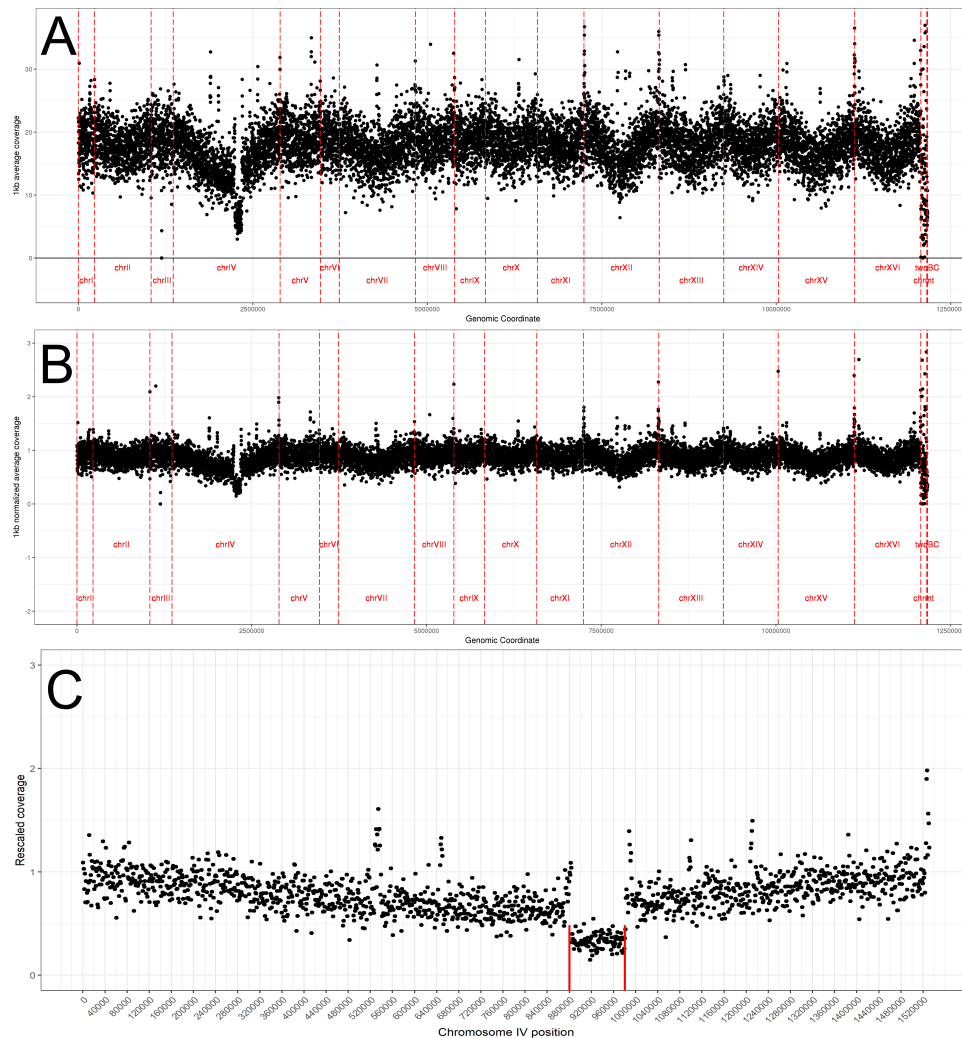 A
1kb average coverage
30
20
10
0
chrII chrIV chrVI chrVIII chrX chrXII chrXIV chrXVI twoBC
chrI chrIII chrV chrVII chrIX chrXI chrXIII chrXV chrmt
0 2500000 5000000 7500000 10000000 12500000
Genomic Coordinate
B
1kb normalized average coverage
3
2
1
0
-1
-2
chrII chrIV chrVI chrVIII chrX chrXII chrXIV chrXVI twoBC
chrI chrIII chrV chrVII chrIX chrXI chrXIII chrXV chrmt
0 2500000 5000000 7500000 10000000 12500000
Genomic Coordinate
C
Rescaled coverage
3
2
1
0
0 40000 80000 120000 160000 200000 240000 280000 320000 360000 400000 440000 480000 520000 560000 600000 640000 680000 720000 760000 800000 840000 880000 920000 960000 1000000 1040000 1080000 1120000 1160000 1200000 1240000 1280000 1320000 1360000 1400000 1440000 1480000 1520000
Chromosome IV position